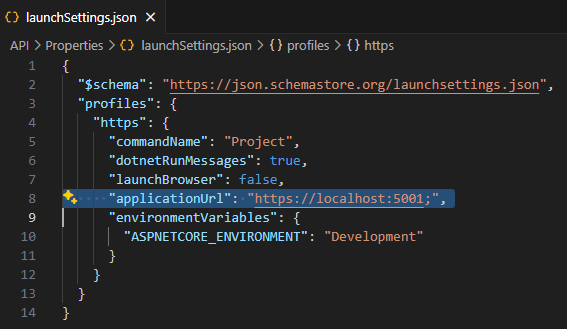 {} launchSettings.json ×
API > Properties > {} launchSettings.json > {} profiles > {} https
1 {
2 "$schema": "https://json.schemastore.org/launchsettings.json",
3 "profiles": {
4 "https": {
5 "commandName": "Project",
6 "dotnetRunMessages": true,
7 "launchBrowser": false,
8 "applicationUrl": "https://localhost:5001;",
9 "environmentVariables": {
10 "ASPNETCORE_ENVIRONMENT": "Development"
11 }
12 }
13 }
14 }